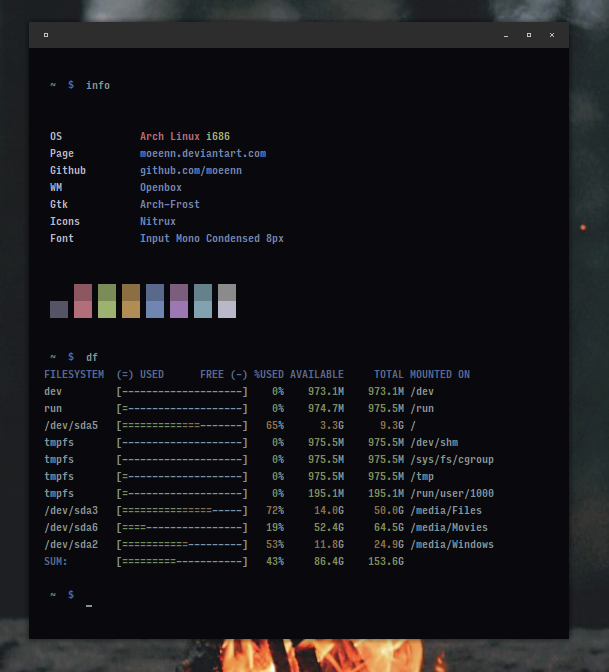 ~ $ info
OS Arch Linux i686
Page moeenn.deviantart.com
Github github.com/moeenn
WM Openbox
Gtk Arch-Frost
Icons Nitrux
Font Input Mono Condensed 8px
~ $ df
FILESYSTEM (=) USED FREE (-) %USED AVAILABLE TOTAL MOUNTED ON
dev [--------------------] 0% 973.1M 973.1M /dev
run [=-------------------] 0% 974.7M 975.5M /run
/dev/sda5 [=============-------] 65% 3.3G 9.3G /
tmpfs [--------------------] 0% 975.5M 975.5M /dev/shm
tmpfs [--------------------] 0% 975.5M 975.5M /sys/fs/cgroup
tmpfs [=-------------------] 0% 975.5M 975.5M /tmp
tmpfs [=-------------------] 0% 195.1M 195.1M /run/user/1000
/dev/sda3 [===============-----] 72% 14.0G 50.0G /media/Files
/dev/sda6 [====----------------] 19% 52.4G 64.5G /media/Movies
/dev/sda2 [===========---------] 53% 11.8G 24.9G /media/Windows
SUM: [=========-----------] 43% 86.4G 153.6G
~ $ _